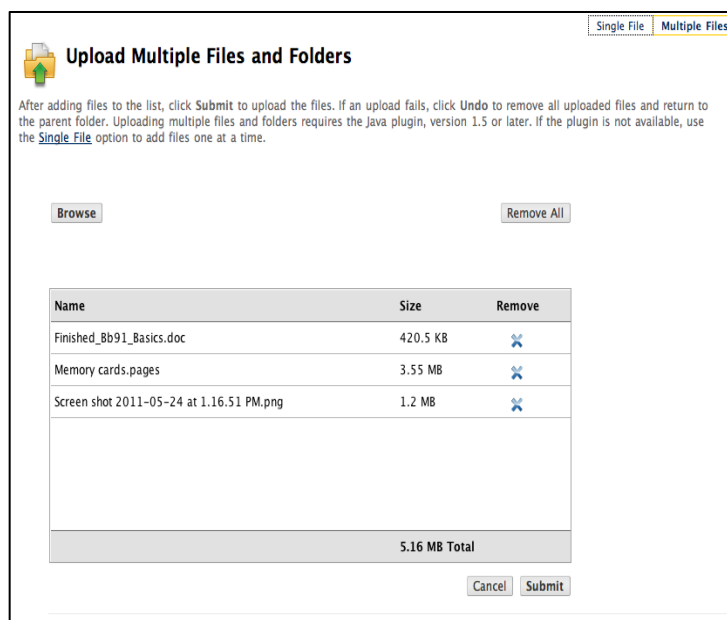 Single File Multiple Files
Upload Multiple Files and Folders
After adding files to the list, click Submit to upload the files. If an upload fails, click Undo to remove all uploaded files and return to
the parent folder. Uploading multiple files and folders requires the Java plugin, version 1.5 or later. If the plugin is not available, use
the Single File option to add files one at a time.
Browse Remove All
Name Size Remove
Finished_Bb91_Basics.doc 420.5 KB
Memory cards.pages 3.55 MB
Screen shot 2011-05-24 at 1.16.51 PM.png 1.2 MB
5.16 MB Total
Cancel Submit